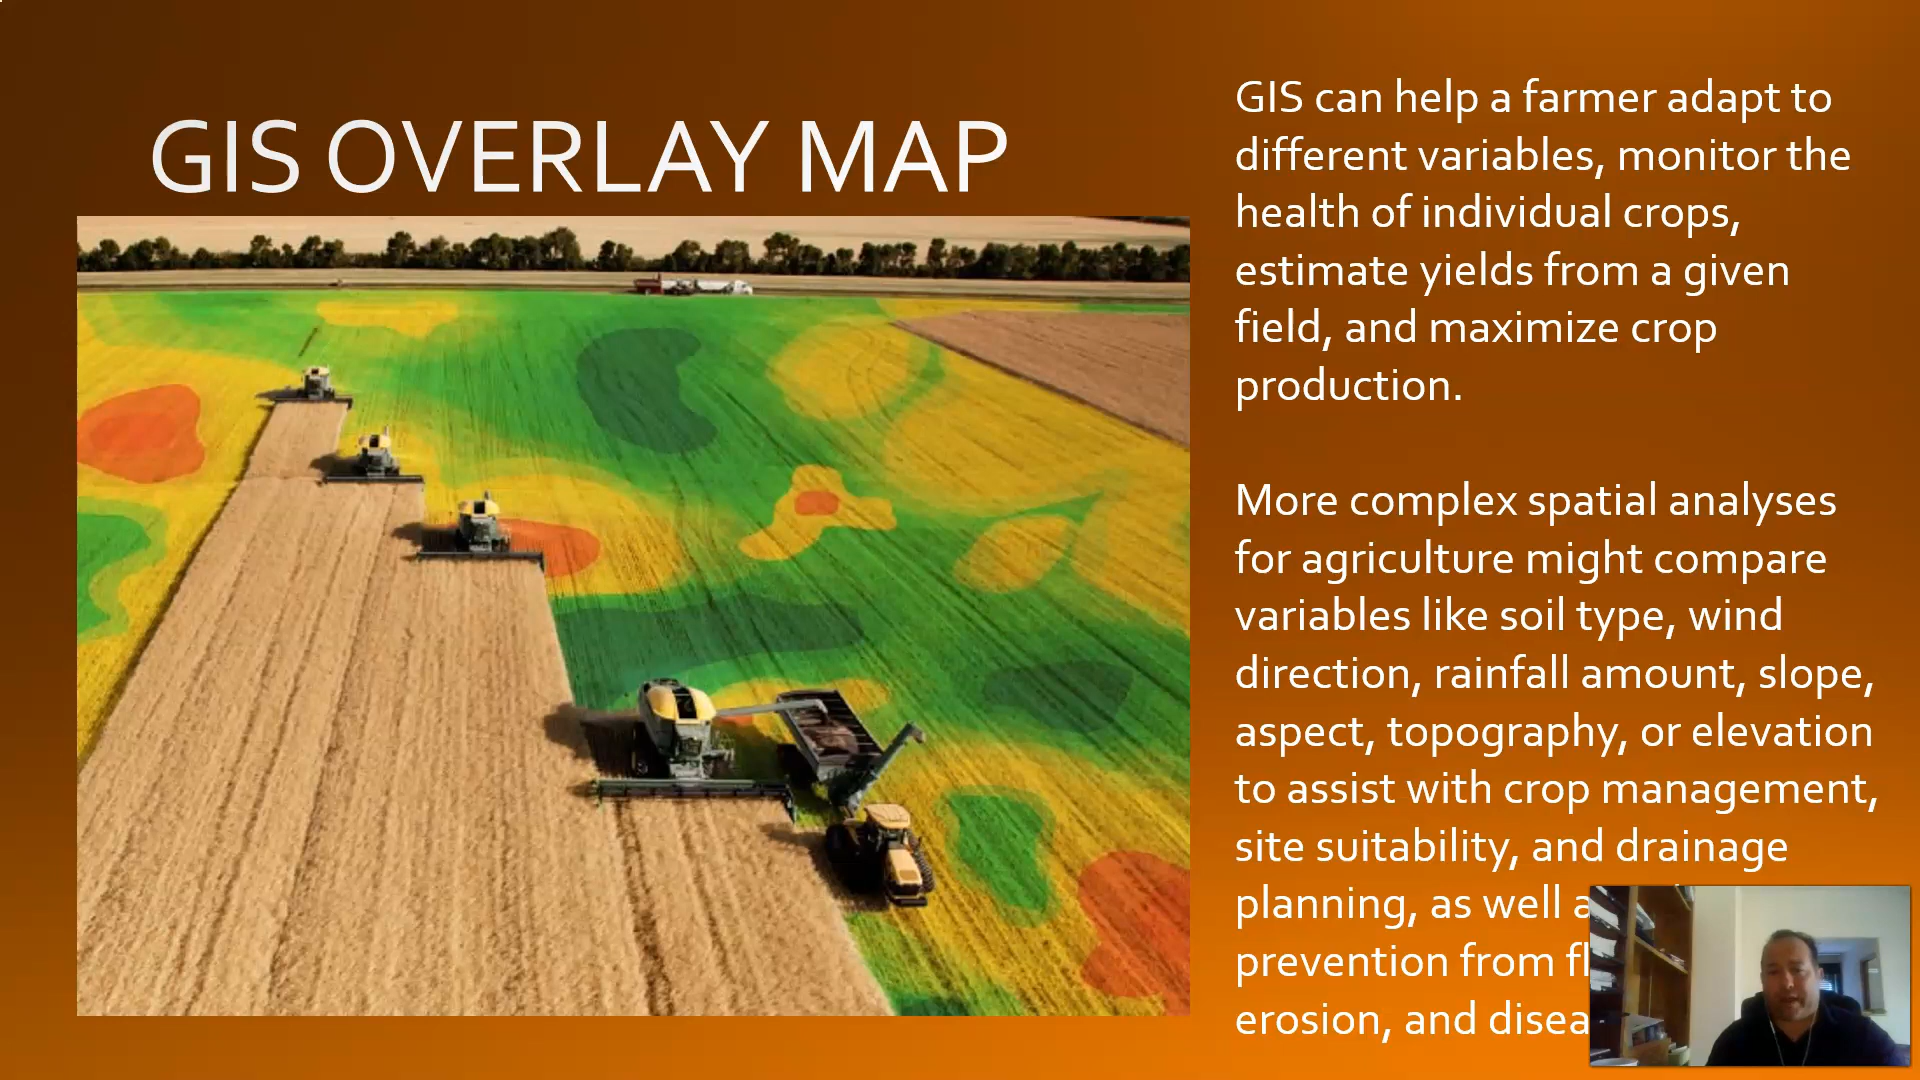 GIS OVERLAY MAP
GIS can help a farmer adapt to
different variables, monitor the
health of individual crops,
estimate yields from a given
field, and maximize crop
production.
More complex spatial analyses
for agriculture might compare
variables like soil type, wind
direction, rainfall amount, slope,
aspect, topography, or elevation
to assist with crop management,
site suitability, and drainage
planning, as well
prevention from
erosion, and